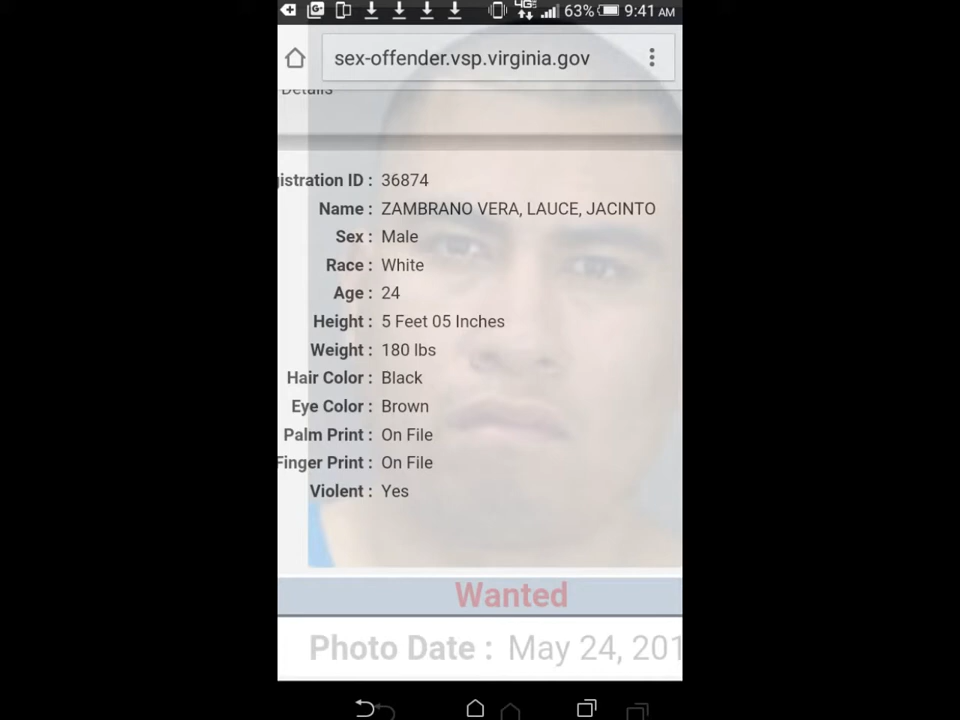 63% 9:41 AM
sex-offender.vsp.virginia.gov
Details
istration ID : 36874
Name : ZAMBRANO VERA, LAUCE, JACINTO
Sex : Male
Race : White
Age : 24
Height : 5 Feet 05 Inches
Weight : 180 lbs
Hair Color : Black
Eye Color : Brown
Palm Print : On File
Finger Print : On File
Violent : Yes
Wanted
Photo Date : May 24, 201